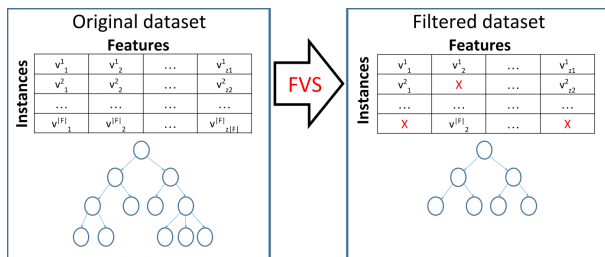 Original dataset
Features
Instances
v¹₁ v¹₂ ... v¹z1
v²₁ v²₂ ... v²z2
... ... ... ...
v|F|₁ v|F|₂ ... v|F|z|F|
FVS
Filtered dataset
Features
Instances
v¹₁ v¹₂ ... v¹z1
v²₁ X ... v²z2
... ... ... ...
X v|F|₂ ... X